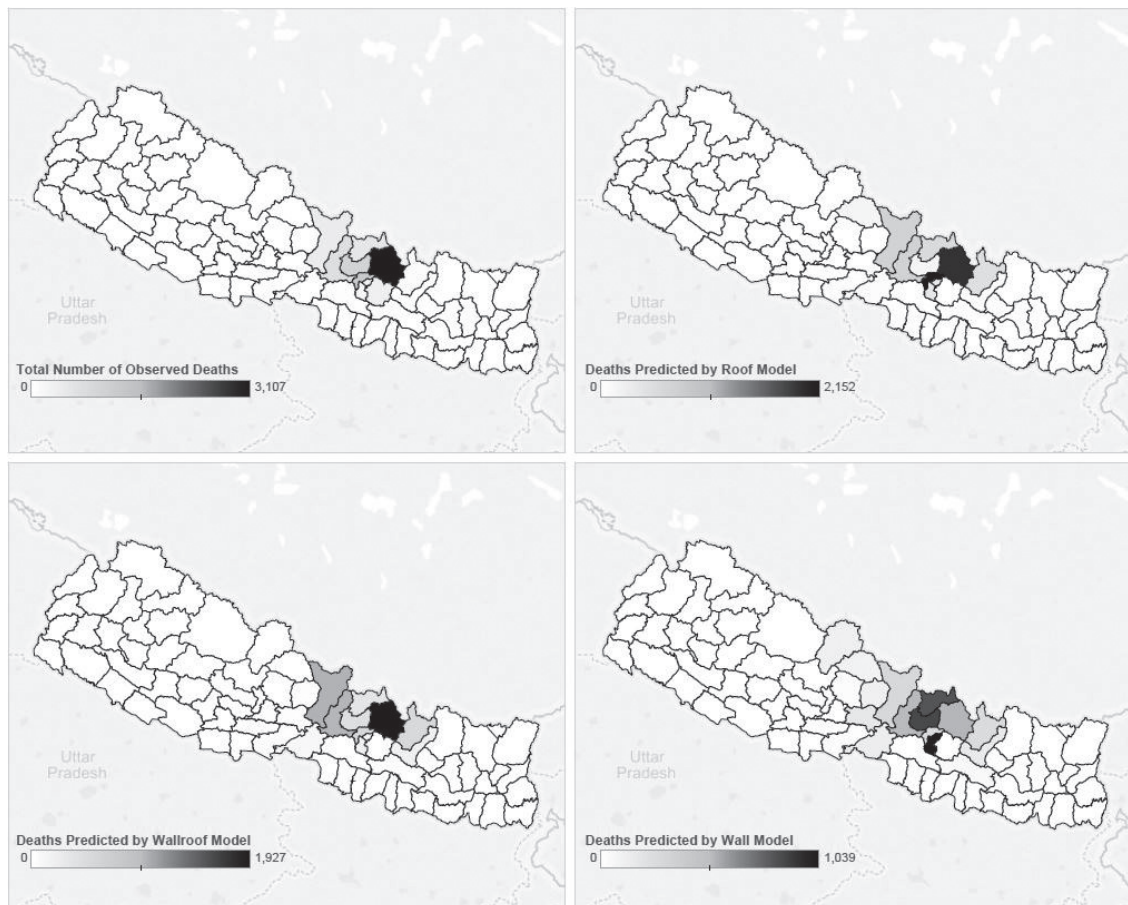 Uttar
Pradesh
Total Number of Observed Deaths
0 3,107
Uttar
Pradesh
Deaths Predicted by Roof Model
0 2,152
Uttar
Pradesh
Deaths Predicted by Wallroof Model
0 1,927
Uttar
Pradesh
Deaths Predicted by Wall Model
0 1,039